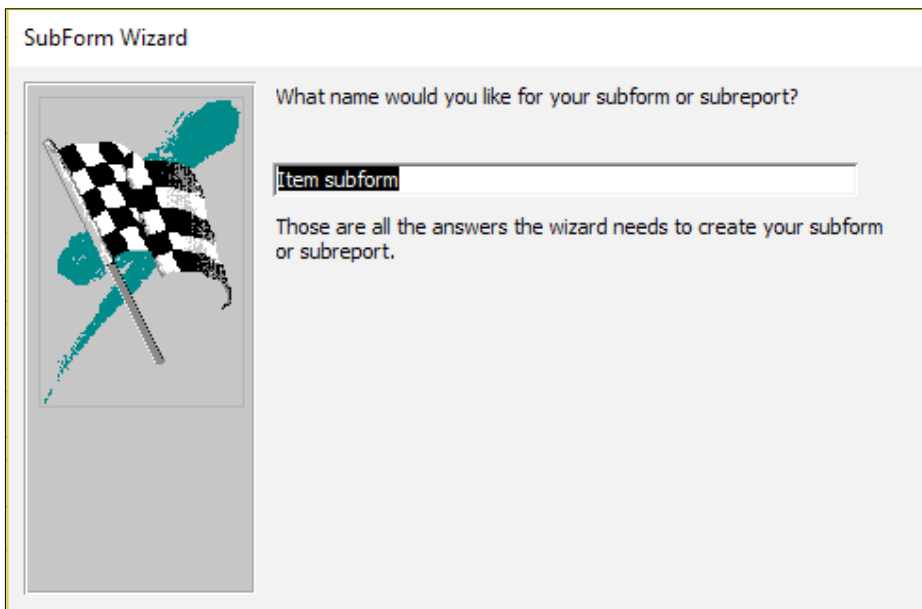 SubForm Wizard
What name would you like for your subform or subreport?
Item subform
Those are all the answers the wizard needs to create your subform
or subreport.